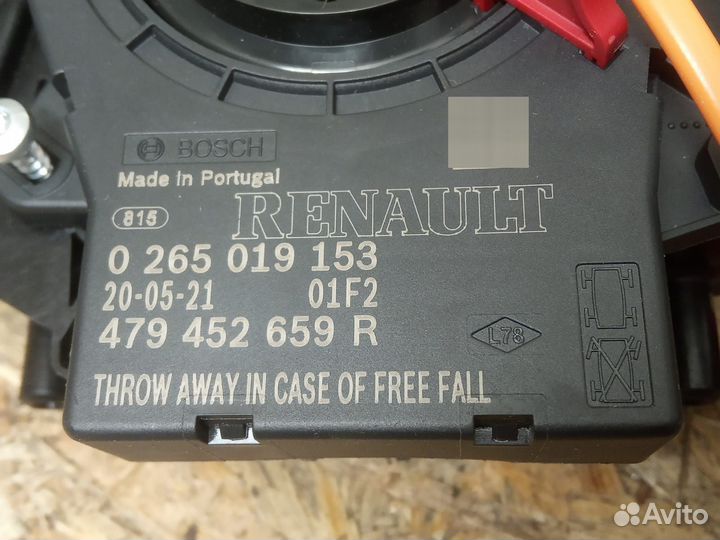 BOSCH
Made in Portugal
815
RENAULT
0 265 019 153
20-05-21 01F2
479 452 659 R
L78
THROW AWAY IN CASE OF FREE FALL
Avito